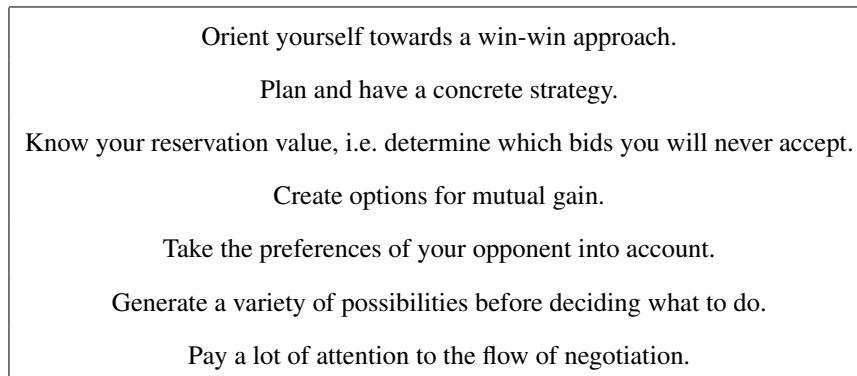 Orient yourself towards a win-win approach.
Plan and have a concrete strategy.
Know your reservation value, i.e. determine which bids you will never accept.
Create options for mutual gain.
Take the preferences of your opponent into account.
Generate a variety of possibilities before deciding what to do.
Pay a lot of attention to the flow of negotiation.